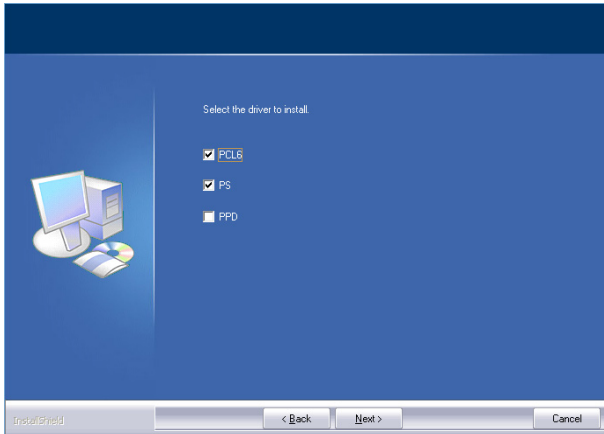 Select the driver to install.
PCL6
PS
PPD
InstallShield
< Back
Next >
Cancel